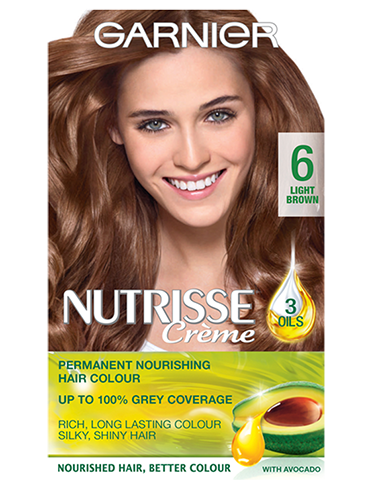 GARNIER
6
LIGHT
BROWN
NUTRISSE
Crème
3
OILS
PERMANENT NOURISHING
HAIR COLOUR
UP TO 100% GREY COVERAGE
RICH, LONG LASTING COLOUR
SILKY, SHINY HAIR
NOURISHED HAIR, BETTER COLOUR
WITH AVOCADO